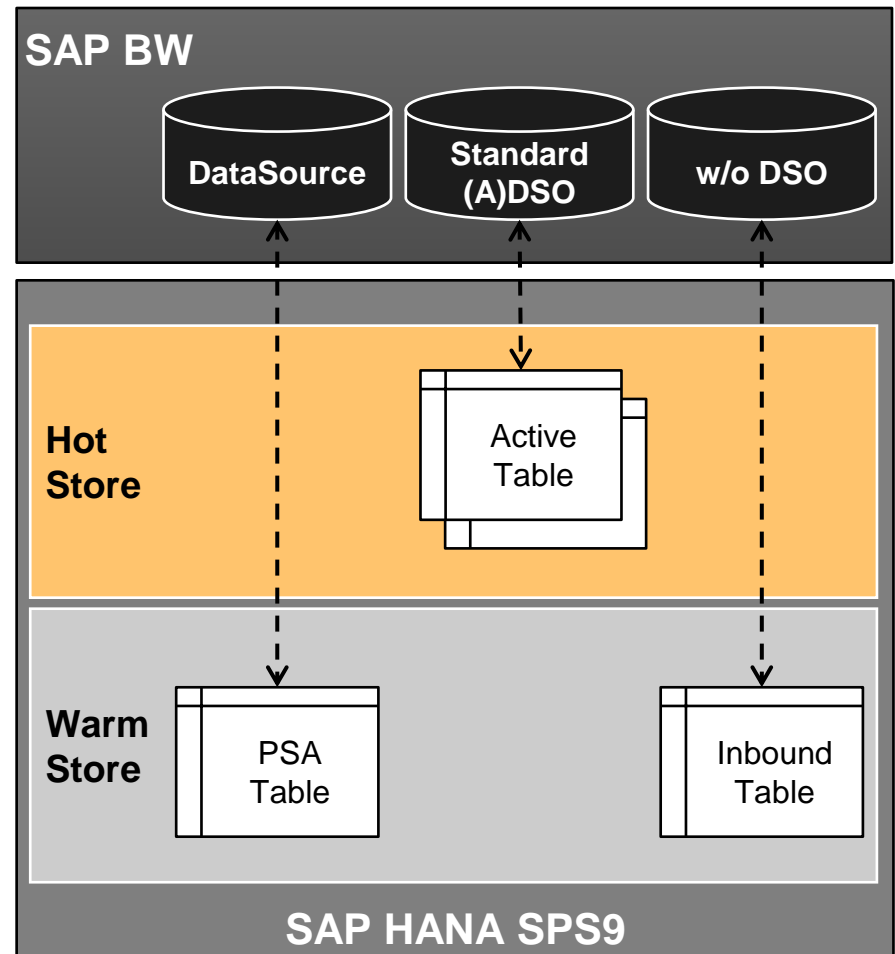 SAP BW
DataSource
Standard
(A)DSO
w/o DSO
Hot
Store
Active
Table
Warm
Store
PSA
Table
Inbound
Table
SAP HANA SPS9